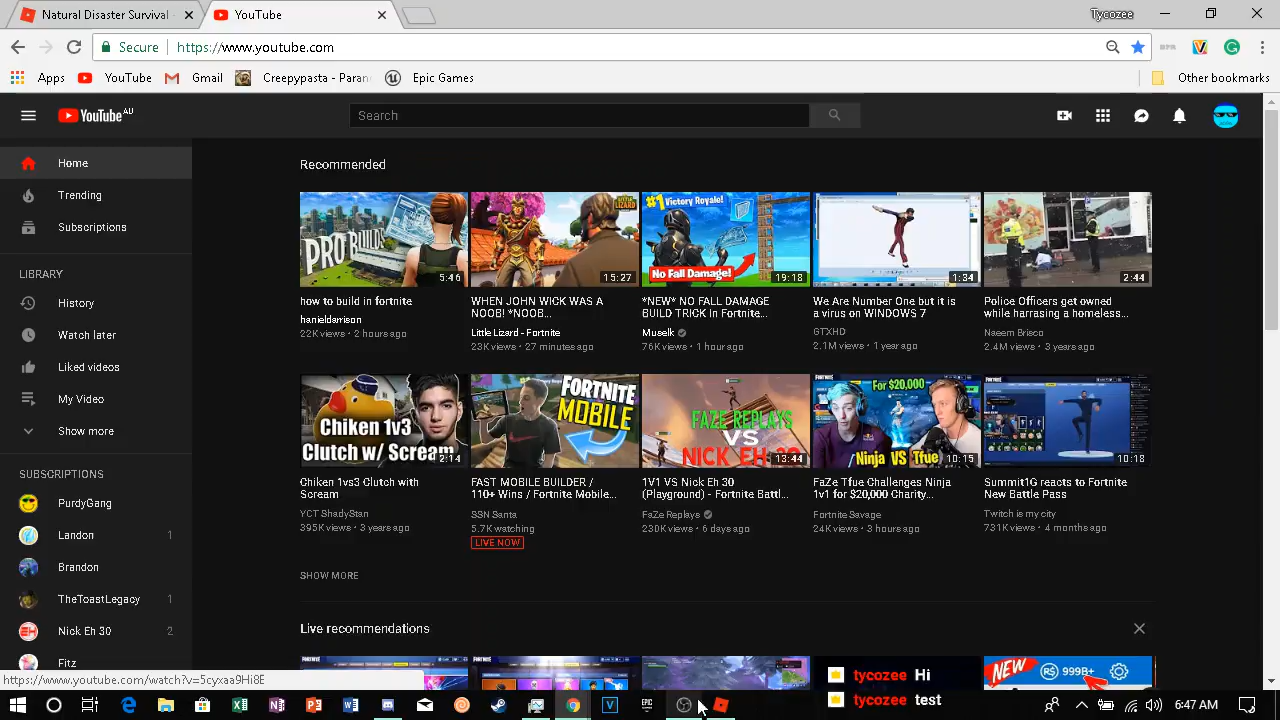 Natural Disaster Survival
YouTube
Tycozee
Secure
https://www.youtube.com
Apps
YouTube
Gmail
Creepypasta - Paran
Epic Games
Other bookmarks
YouTube AU
Search
Home
Trending
Subscriptions
LIBRARY
History
Watch later
Liked videos
My Video
Show more
SUBSCRIPTIONS
PurdyGang
Landon 1
Brandon
TheToastLegacy 1
Nick Eh 30 2
Fitz
Recommended
PRO BUILDS
5:46
how to build in fortnite
hanieldarrison
22K views • 2 hours ago
LITTLE LIZARD
15:27
WHEN JOHN WICK WAS A
NOOB! *NOOB...
Little Lizard - Fortnite
23K views • 27 minutes ago
#1 Victory Royale!
No Fall Damage!
19:18
*NEW* NO FALL DAMAGE
BUILD TRICK in Fortnite...
Muselk
76K views • 1 hour ago
1:34
We Are Number One but it is
a virus on WINDOWS 7
GTXHD
2.1M views • 1 year ago
2:44
Police Officers get owned
while harrasing a homeless...
Naeem Brisco
2.4M views • 3 years ago
Chiken 1v3
Clutch w/ Scream
2:14
Chiken 1vs3 Clutch with
Scream
YCT ShadyStan
395K views • 3 years ago
FORTNITE
MOBILE
FAST MOBILE BUILDER /
110+ Wins / Fortnite Mobile...
SSN Santa
5.7K watching
LIVE NOW
FAZE REPLAYS
VS
NICK EH 30
13:44
1V1 VS Nick Eh 30
(Playground) - Fortnite Battl...
FaZe Replays
230K views • 6 days ago
For $20,000
Ninja VS Tfue
10:15
FaZe Tfue Challenges Ninja
1v1 for $20,000 Charity...
Fortnite Savage
24K views • 3 hours ago
10:18
Summit1G reacts to Fortnite
New Battle Pass
Twitch is my city
731K views • 4 months ago
SHOW MORE
Live recommendations
NEW
R$ 999B+
tycozee Hi
tycozee test
EPIC
6:47 AM